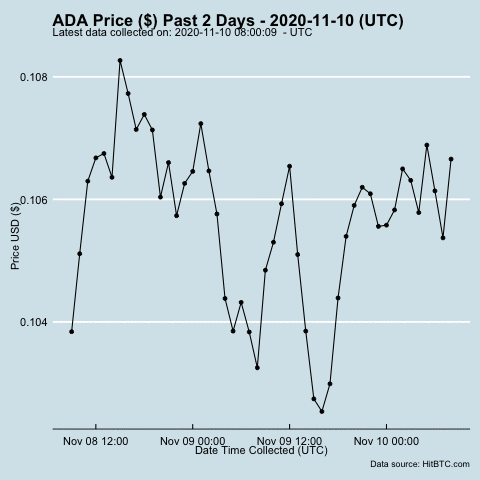 ADA Price ($) Past 2 Days - 2020-11-10 (UTC)
Latest data collected on: 2020-11-10 08:00:09 - UTC
0.108
0.106
0.104
Price USD ($)
Nov 08 12:00 Nov 09 00:00 Nov 09 12:00 Nov 10 00:00
Date Time Collected (UTC)
Data source: HitBTC.com